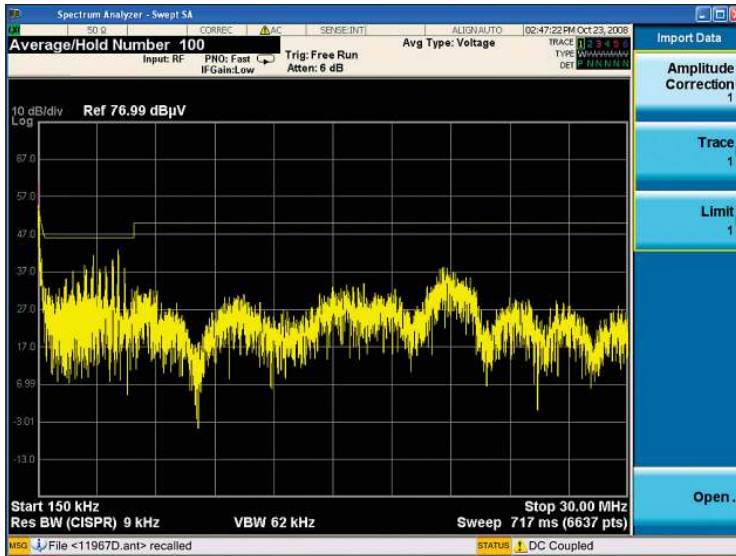 Spectrum Analyzer - Swept SA
50 Ω CORREC AC SENSE:INT ALIGNAUTO 02:47:22 PM Oct 23, 2008
Average/Hold Number 100
Input: RF PNO: Fast Trig: Free Run
IFGain:Low Atten: 6 dB
Avg Type: Voltage
TRACE 1 2 3 4 5 6
TYPE WWWWWW
DET P N N N N N
10 dB/div Ref 76.99 dBµV
Log
67.0
57.0
47.0
37.0
27.0
17.0
6.99
-3.01
-13.0
Start 150 kHz Stop 30.00 MHz
Res BW (CISPR) 9 kHz VBW 62 kHz Sweep 717 ms (6637 pts)
MSG File <11967D.ant> recalled STATUS DC Coupled
Import Data
Amplitude
Correction
1
Trace
1
Limit
1
Open .